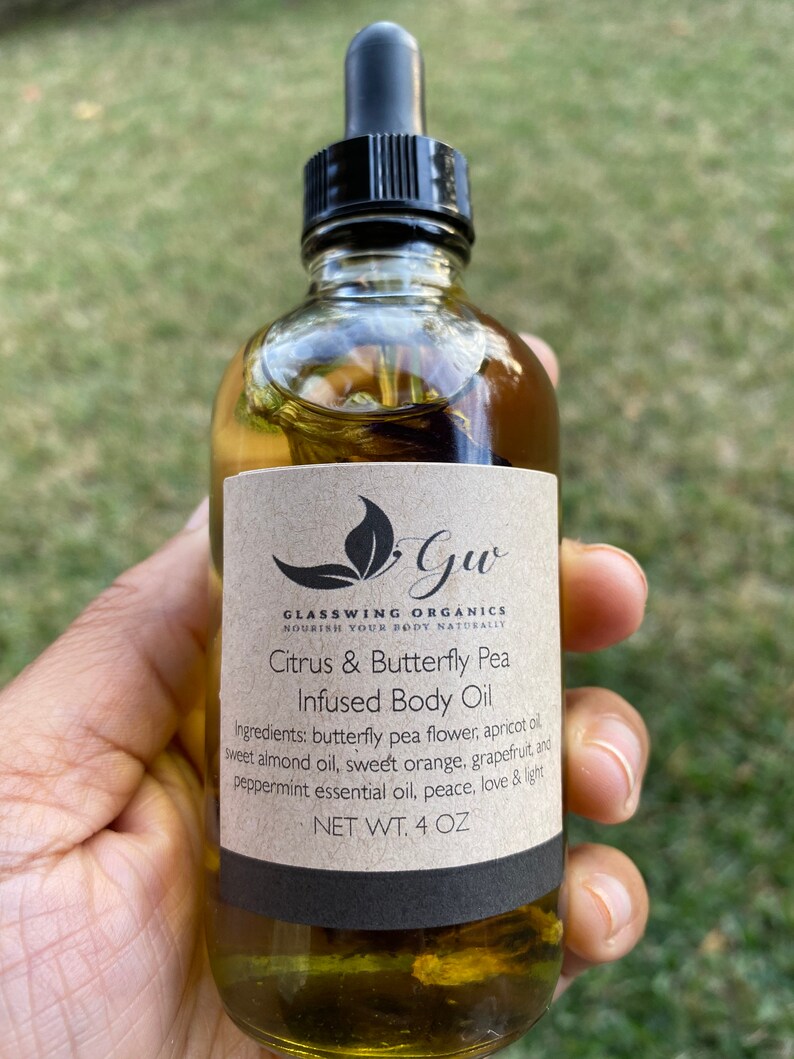 Gw
GLASSWING ORGANICS
NOURISH YOUR BODY NATURALLY
Citrus & Butterfly Pea
Infused Body Oil
Ingredients: butterfly pea flower, apricot oil,
sweet almond oil, sweet orange, grapefruit, and
peppermint essential oil, peace, love & light
NET WT. 4 OZ